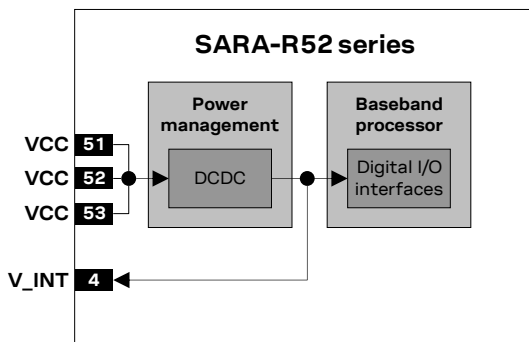 SARA-R52 series
Power
management
Baseband
processor
VCC 51
VCC 52
VCC 53
DCDC
Digital I/O
interfaces
V_INT 4